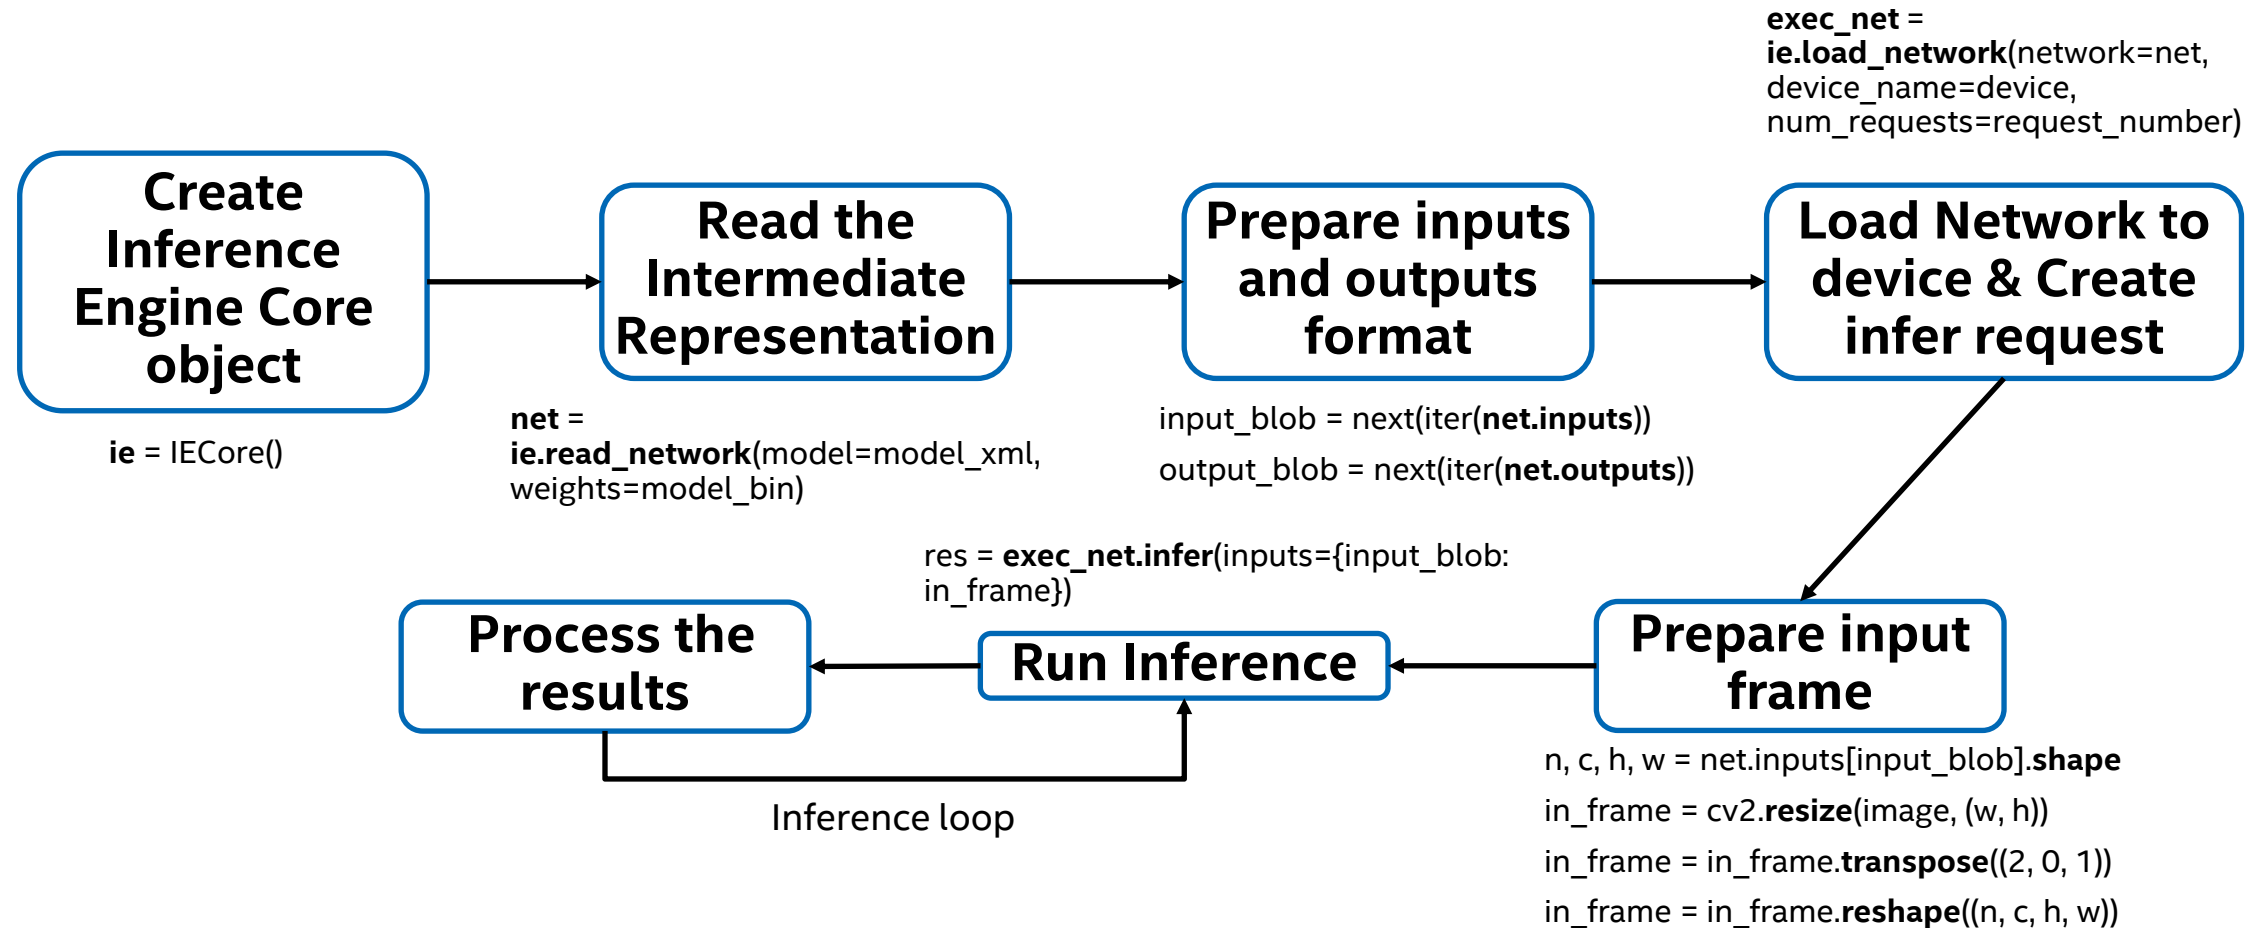 Create
Inference
Engine Core
object
ie = IECore()
Read the
Intermediate
Representation
net =
ie.read_network(model=model_xml,
weights=model_bin)
Prepare inputs
and outputs
format
input_blob = next(iter(net.inputs))
output_blob = next(iter(net.outputs))
exec_net =
ie.load_network(network=net,
device_name=device,
num_requests=request_number)
Load Network to
device & Create
infer request
Prepare input
frame
n, c, h, w = net.inputs[input_blob].shape
in_frame = cv2.resize(image, (w, h))
in_frame = in_frame.transpose((2, 0, 1))
in_frame = in_frame.reshape((n, c, h, w))
res = exec_net.infer(inputs={input_blob:
in_frame})
Run Inference
Process the
results
Inference loop